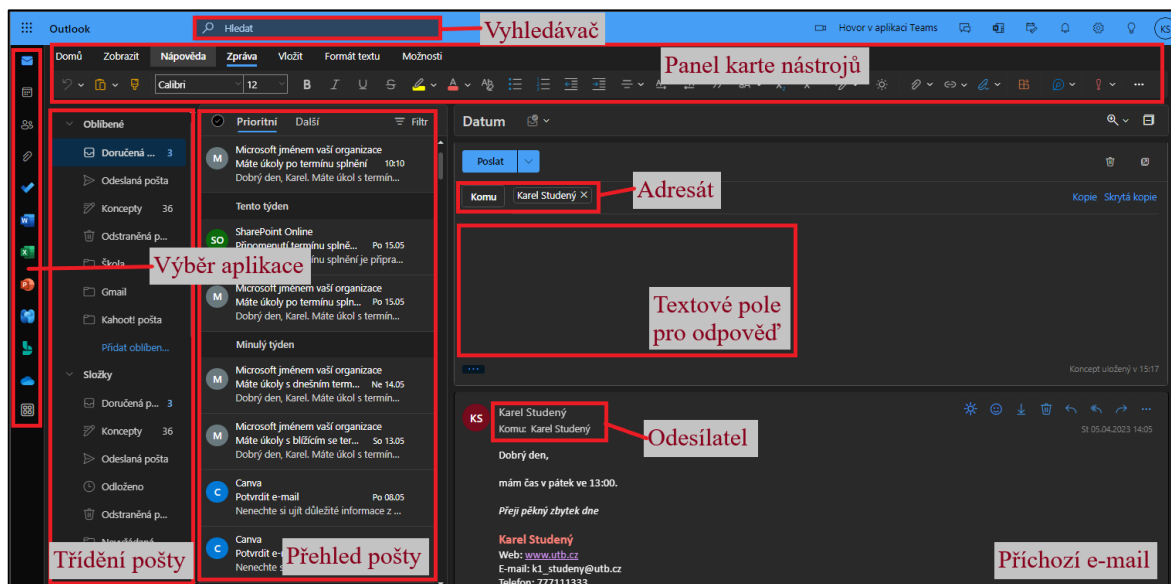 Outlook
Hledat
Vyhledávač
Hovor v aplikaci Teams
KS
Domů Zobrazit Nápověda Zpráva Vložit Formát textu Možnosti
Panel karte nástrojů
Calibri 12 B I U S
Oblíbené
Doručená ... 3
Odeslaná pošta
Koncepty 36
Odstraněná p...
Škola
Výběr aplikace
Gmail
Kahoot! pošta
Přidat oblíben...
Složky
Doručená p... 3
Koncepty 36
Odeslaná pošta
Odloženo
Odstraněná p...
Třídění pošty
Prioritní Další Filtr
M
Microsoft jménem vaší organizace
Máte úkoly po termínu splnění 10:10
Dobrý den, Karel. Máte úkol s termín...
Tento týden
SO
SharePoint Online
Připomenutí termínu splně... Po 15.05
nu splnění je připra...
M
Microsoft jménem vaší organizace
Máte úkoly po termínu spln... Po 15.05
Dobrý den, Karel. Máte úkol s termín...
Minulý týden
M
Microsoft jménem vaší organizace
Máte úkoly s dnešním term... Ne 14.05
Dobrý den, Karel. Máte úkol s termín...
M
Microsoft jménem vaší organizace
Máte úkoly s blížícím se ter... So 13.05
Dobrý den, Karel. Máte úkol s termín...
C
Canva
Potvrdit e-mail Po 08.05
Nenechte si ujít důležité informace z ...
C
Canva
Potvrdit e-
Nenechte s
Přehled pošty
Datum
Poslat
Komu Karel Studený
Adresát
Kopie Skrytá kopie
Textové pole
pro odpověď
Koncept uložený v 15:17
KS
Karel Studený
Komu: Karel Studený
Odesílatel
St 05.04.2023 14:05
Dobrý den,
mám čas v pátek ve 13:00.
Přeji pěkný zbytek dne
Karel Studený
Web: www.utb.cz
E-mail: k1_studeny@utb.cz
Telefon: 777111333
Příchozí e-mail